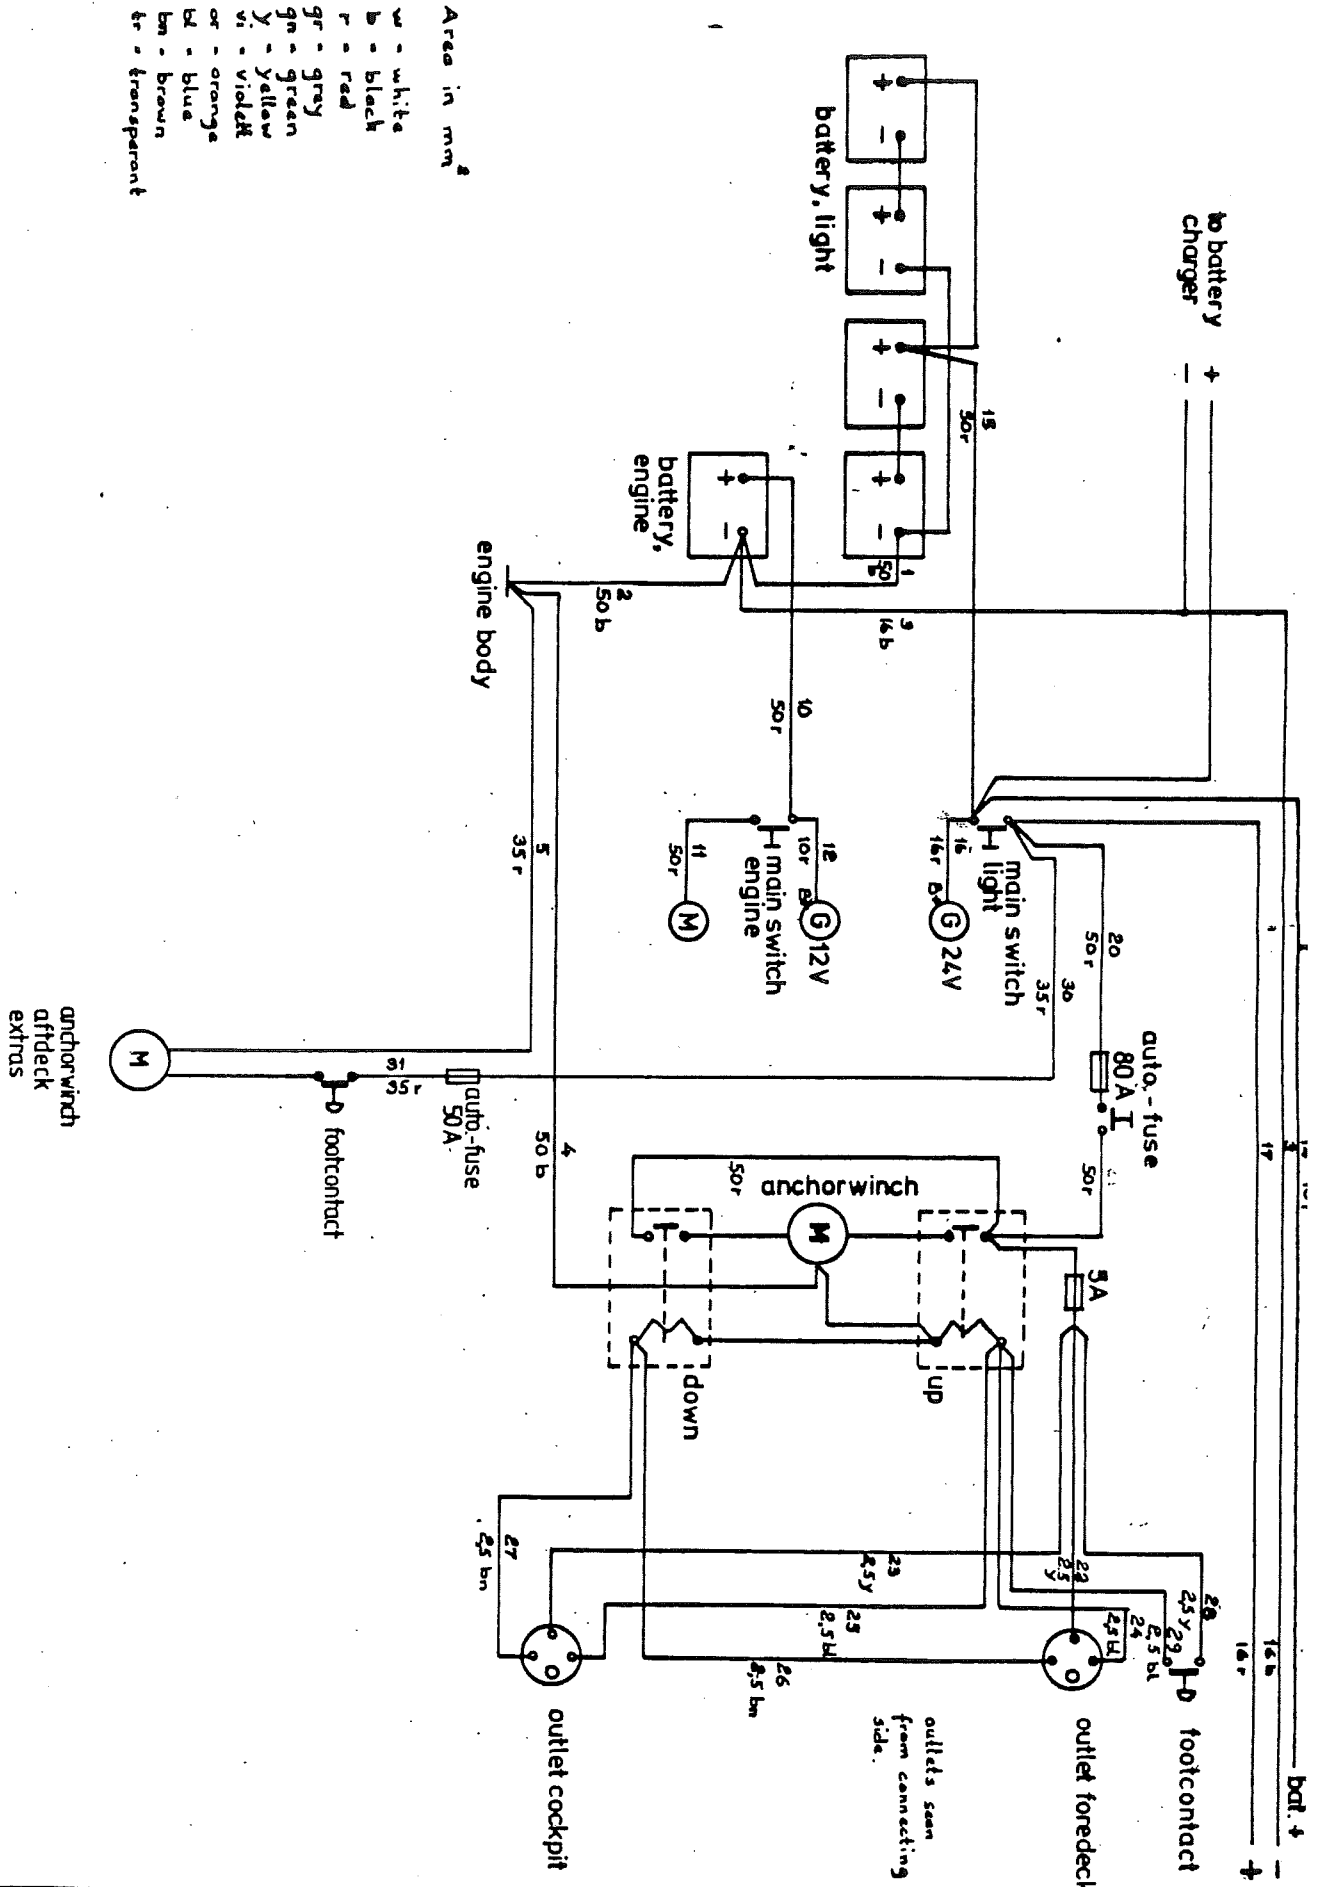 Area in mm²
w - white
b - black
r - red
gr - gray
gn - green
y - yellow
vi - violett
or - orange
bl - blue
bn - brown
tr - transparant
to battery
charger
+
-
battery, light
+ -
+ -
+ -
+ -
15
50r
1
50 b
battery,
engine
+ -
2
50 b
3
16 b
engine body
10
50r
5
35 r
11
50r
M
main switch
engine
12
10r
B+
G 12V
16
16r
B+
G 24V
main switch
light
20
50r
30
35r
auto.-fuse
80A
50r
17
3
anchorwinch
aftdeck
extras
M
31
35r
footcontact
auto.-fuse
50A
4
50 b
50r
anchorwinch
M
5A
down
up
27
2,5 bn
23
2,5y
22
2,5
y
25
2,5 bl
26
2,5 bn
24
2,5 bl
28
2,5 y
29
2,5 bl
16 b
16 r
outlet cockpit
outlets seen
from connecting
side.
outlet foredeck
footcontact
bat. +
-
+